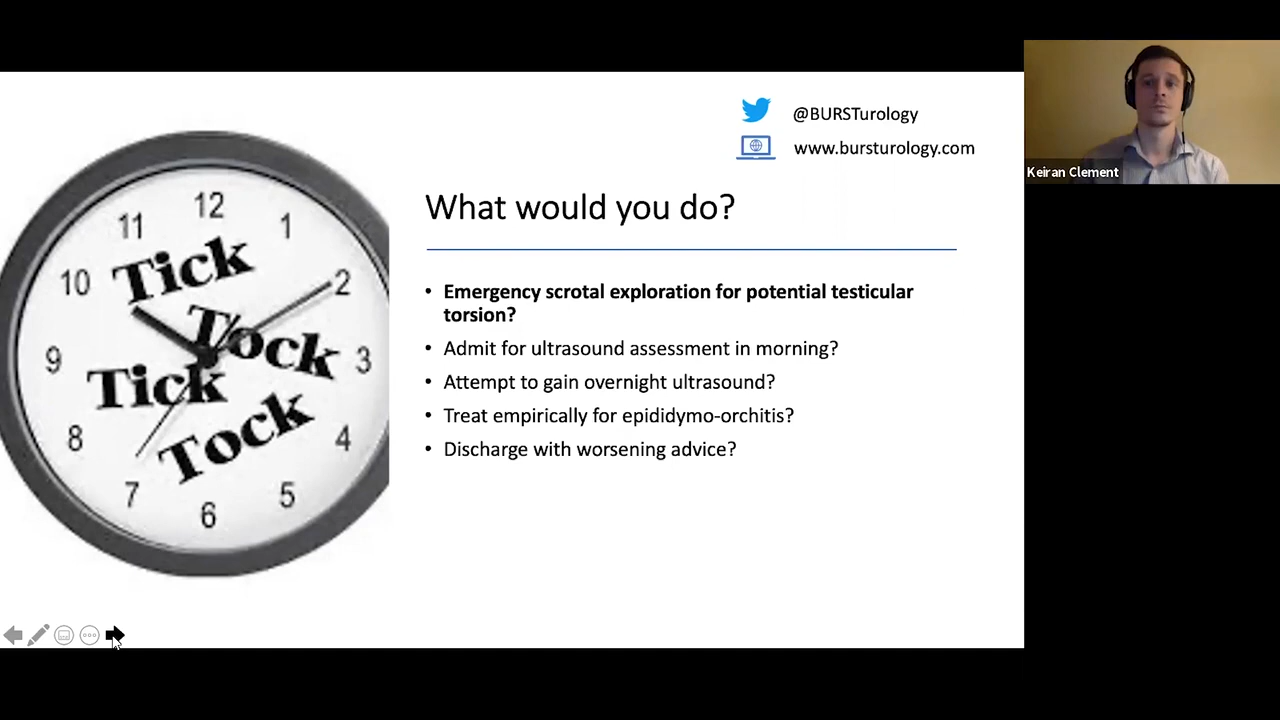 @BURSTurology
www.bursturology.com
Keiran Clement
What would you do?
12
11
1
10
2
9
3
8
4
7
5
6
Tick
Tock
Tick
Tock
• Emergency scrotal exploration for potential testicular
torsion?
• Admit for ultrasound assessment in morning?
• Attempt to gain overnight ultrasound?
• Treat empirically for epididymo-orchitis?
• Discharge with worsening advice?